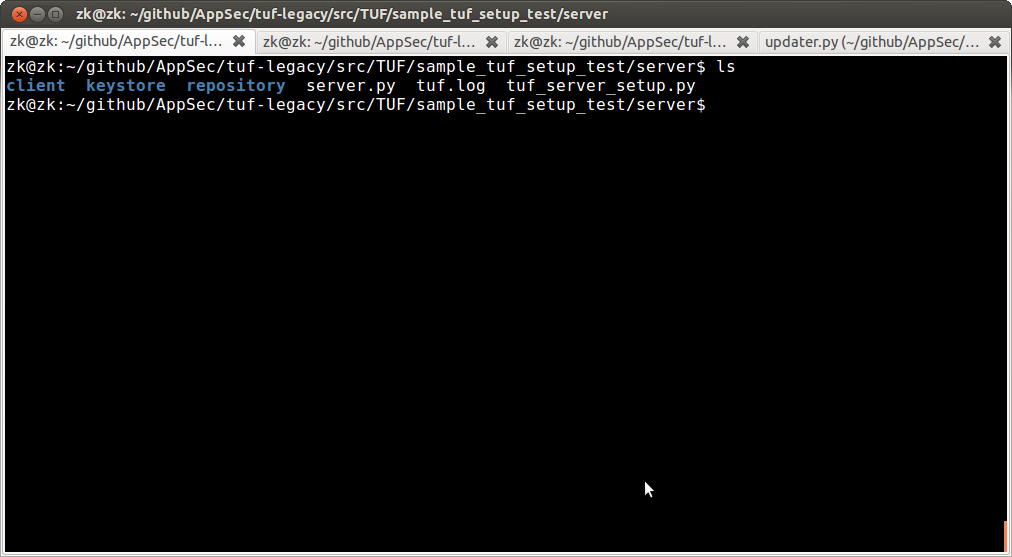 zk@zk: ~/github/AppSec/tuf-legacy/src/TUF/sample_tuf_setup_test/server
zk@zk: ~/github/AppSec/tuf-l... zk@zk: ~/github/AppSec/tuf-l... zk@zk: ~/github/AppSec/tuf-l... updater.py (~/github/AppSec/...
zk@zk:~/github/AppSec/tuf-legacy/src/TUF/sample_tuf_setup_test/server$ ls
client keystore repository server.py tuf.log tuf_server_setup.py
zk@zk:~/github/AppSec/tuf-legacy/src/TUF/sample_tuf_setup_test/server$